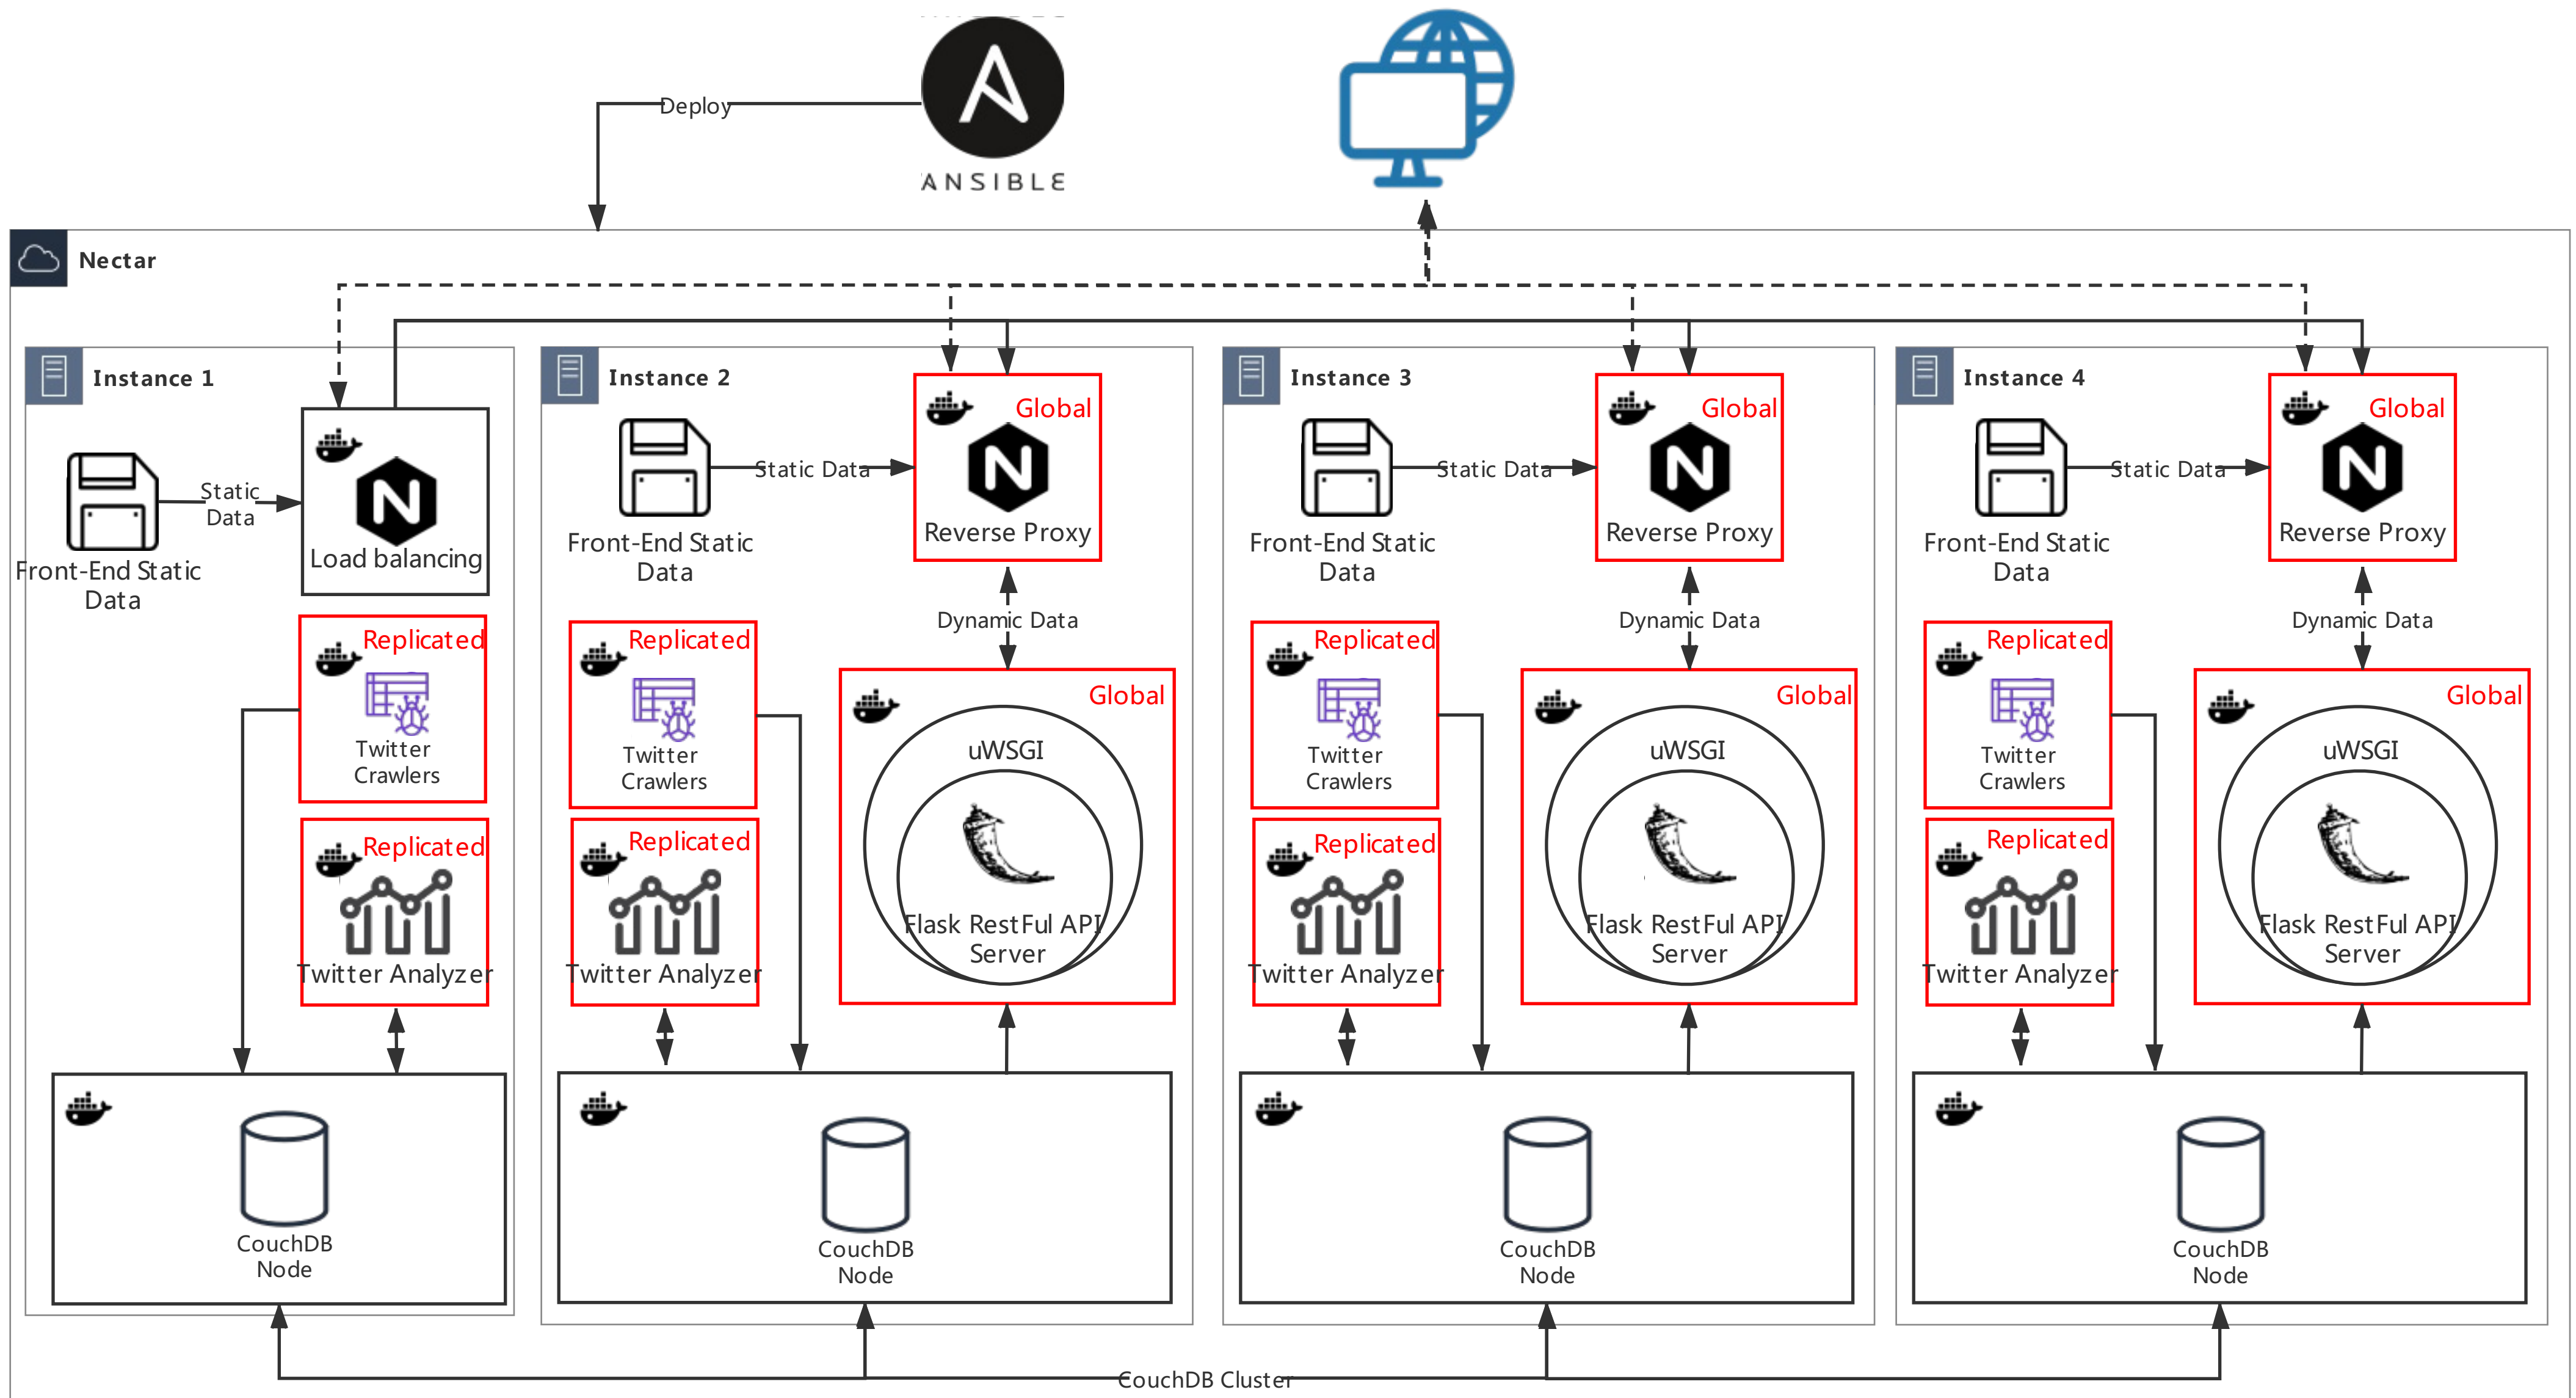 Deploy
ANSIBLE
Nectar
Instance 1
Static
Data
Front-End Static
Data
Load balancing
Replicated
Twitter
Crawlers
Replicated
Twitter Analyzer
CouchDB
Node
Instance 2
Global
Static Data
Front-End Static
Data
Reverse Proxy
Dynamic Data
Replicated
Twitter
Crawlers
Global
uWSGI
Flask RestFul API
Server
Replicated
Twitter Analyzer
CouchDB
Node
Instance 3
Global
Static Data
Front-End Static
Data
Reverse Proxy
Dynamic Data
Replicated
Twitter
Crawlers
Global
uWSGI
Flask RestFul API
Server
Replicated
Twitter Analyzer
CouchDB
Node
Instance 4
Global
Static Data
Front-End Static
Data
Reverse Proxy
Dynamic Data
Replicated
Twitter
Crawlers
Global
uWSGI
Flask RestFul API
Server
Replicated
Twitter Analyzer
CouchDB
Node
CouchDB Cluster